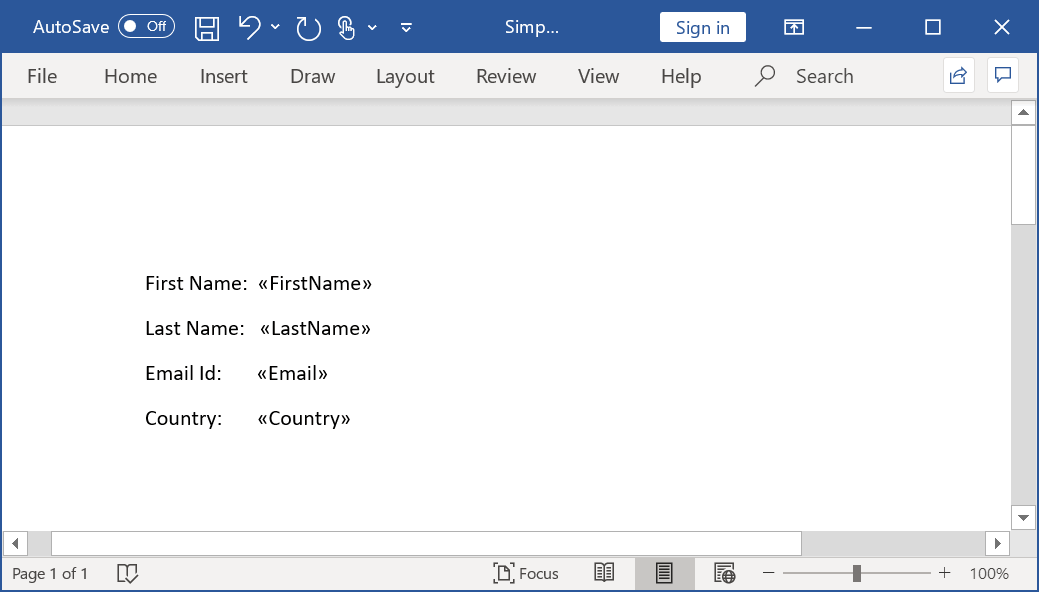 AutoSave Off Simp... Sign in
File Home Insert Draw Layout Review View Help Search
First Name: «FirstName»
Last Name: «LastName»
Email Id: «Email»
Country: «Country»
Page 1 of 1 Focus 100%